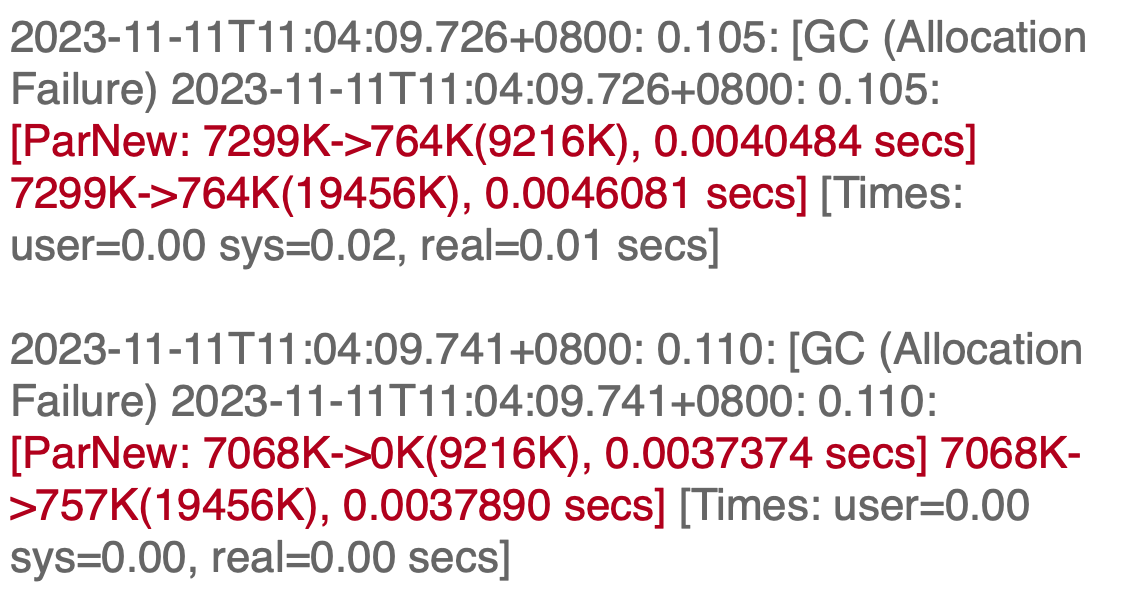 2023-11-11T11:04:09.726+0800: 0.105: [GC (Allocation
Failure) 2023-11-11T11:04:09.726+0800: 0.105:
[ParNew: 7299K->764K(9216K), 0.0040484 secs]
7299K->764K(19456K), 0.0046081 secs] [Times:
user=0.00 sys=0.02, real=0.01 secs]
2023-11-11T11:04:09.741+0800: 0.110: [GC (Allocation
Failure) 2023-11-11T11:04:09.741+0800: 0.110:
[ParNew: 7068K->0K(9216K), 0.0037374 secs] 7068K-
>757K(19456K), 0.0037890 secs] [Times: user=0.00
sys=0.00, real=0.00 secs]